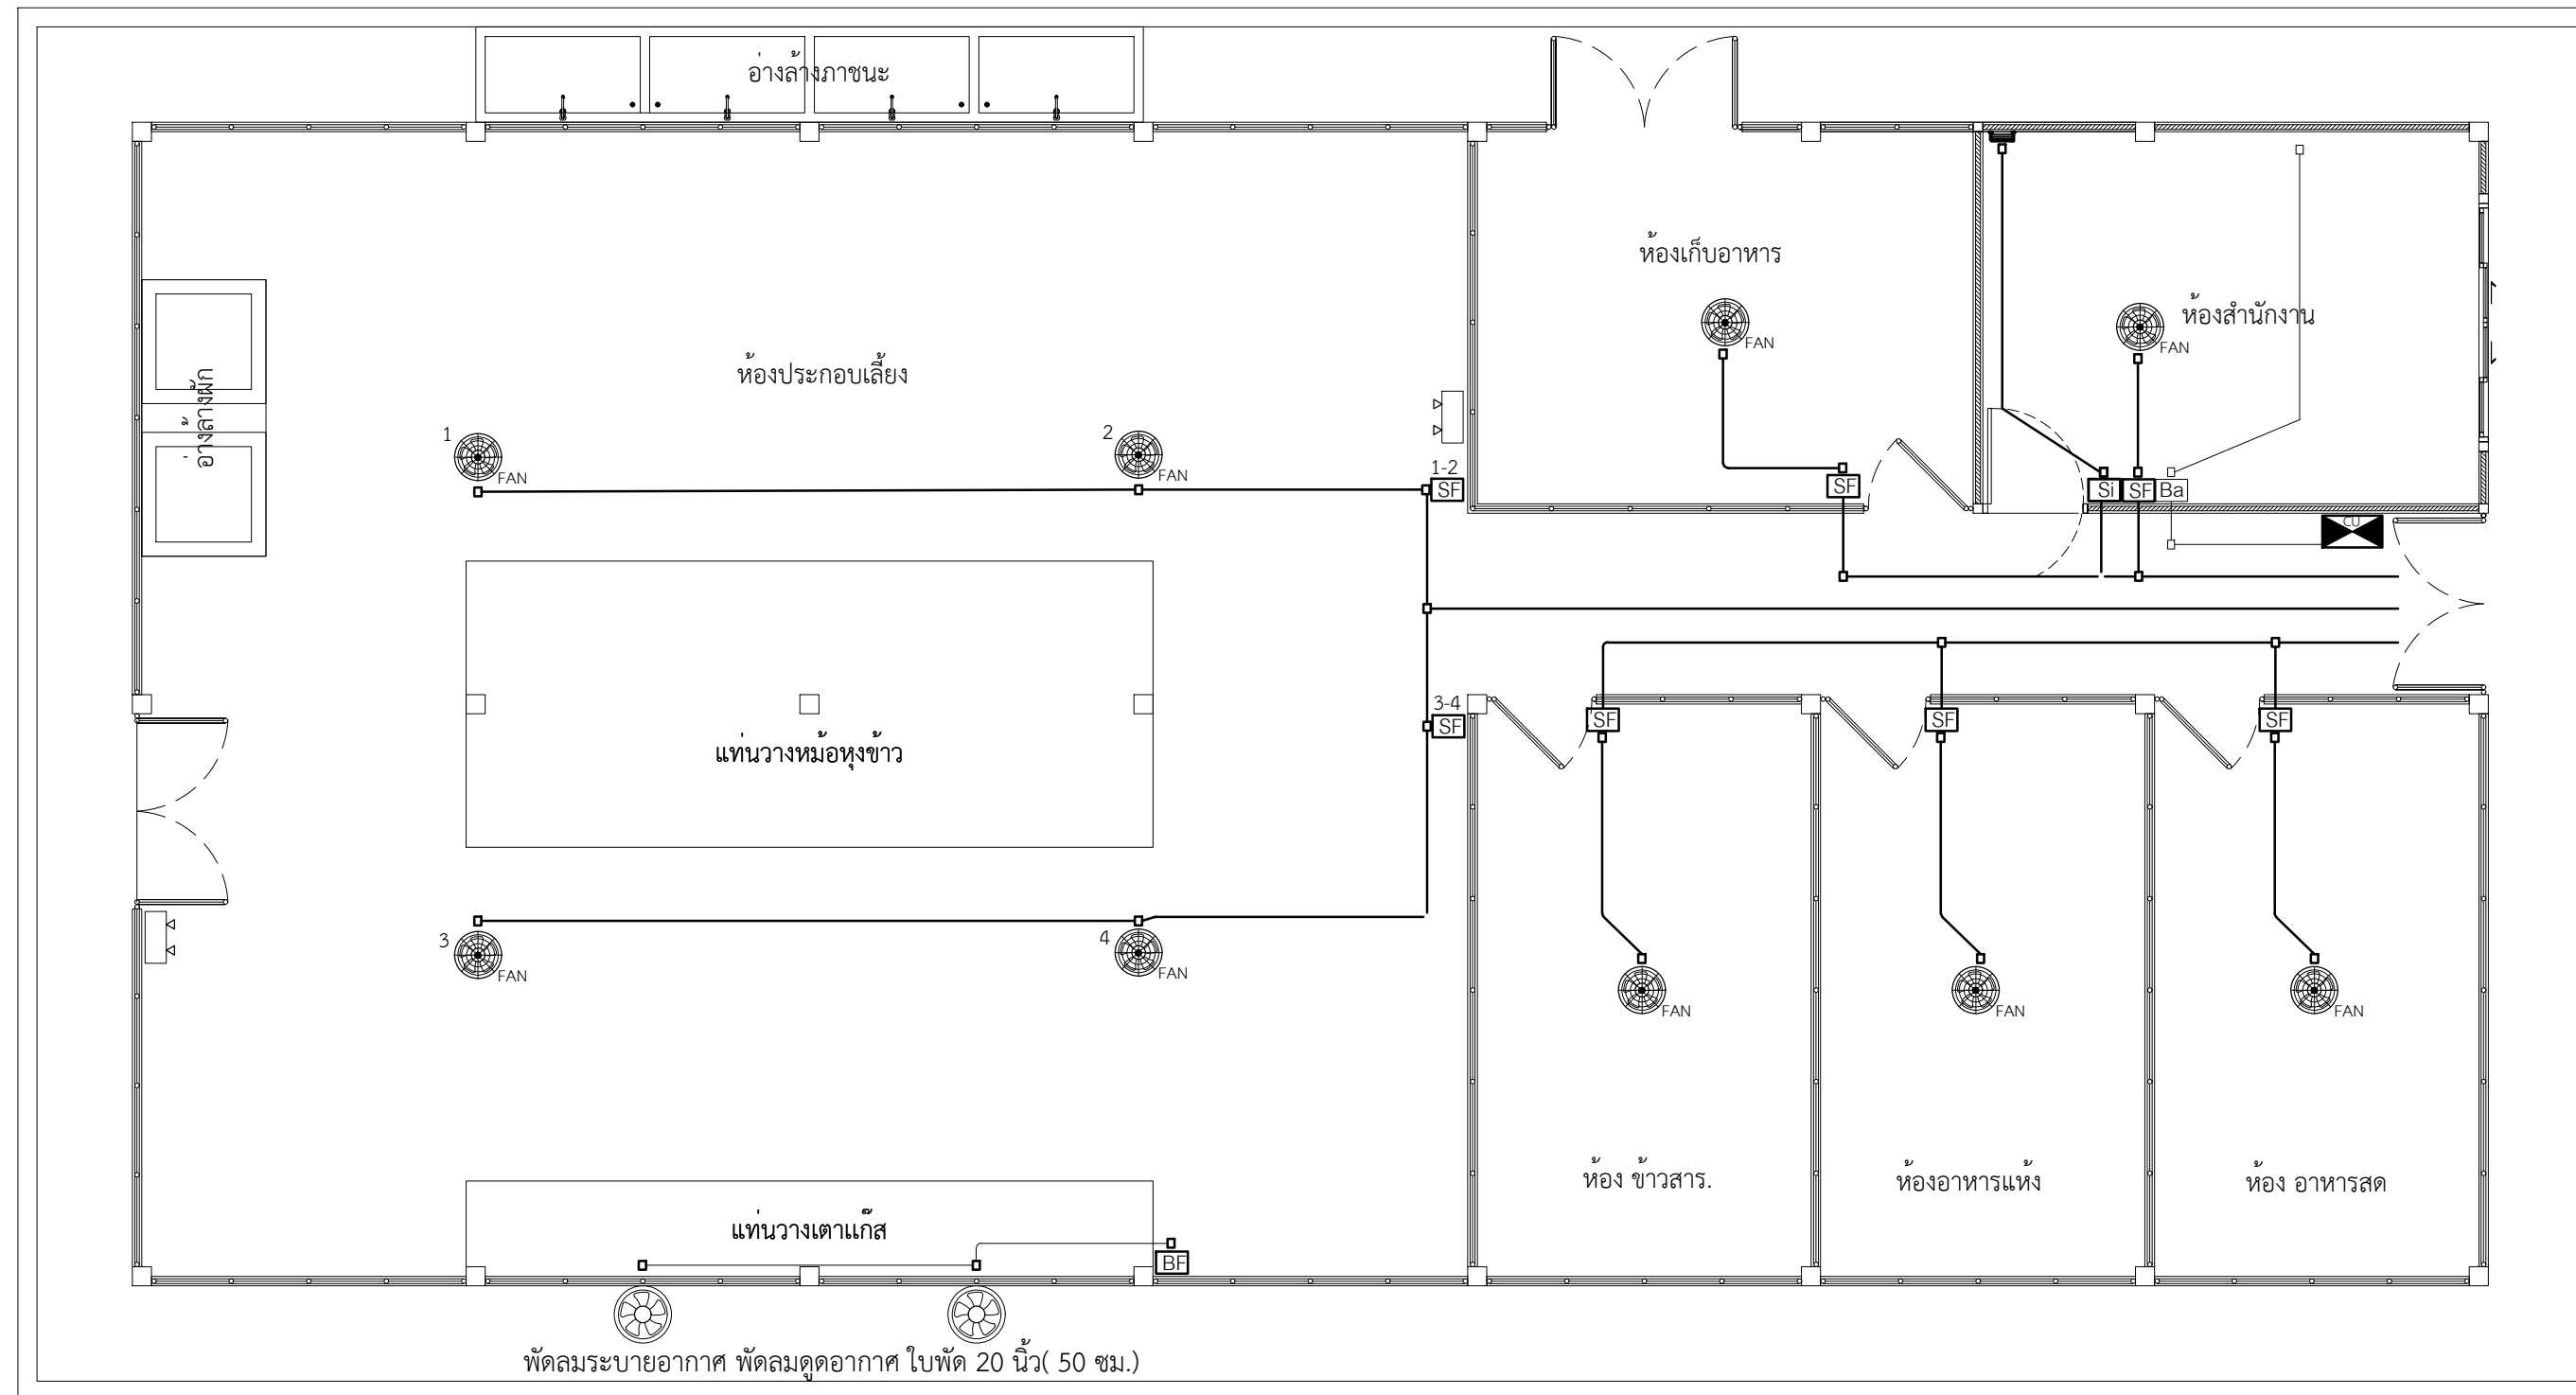 อ่างล้างภาชนะ
ห้องเก็บอาหาร
ห้องสำนักงาน
FAN
FAN
ห้องประกอบเลี้ยง
อ่างล้างผัก
1
FAN
2
FAN
1-2
SF
SF
Si
SF
Ba
CU
3-4
SF
SF
SF
SF
แท่นวางหม้อหุงข้าว
3
FAN
4
FAN
FAN
FAN
FAN
ห้อง ข้าวสาร.
ห้องอาหารแห้ง
ห้อง อาหารสด
แท่นวางเตาแก๊ส
BF
พัดลมระบายอากาศ พัดลมดูดอากาศ ใบพัด 20 นิ้ว( 50 ซม.)